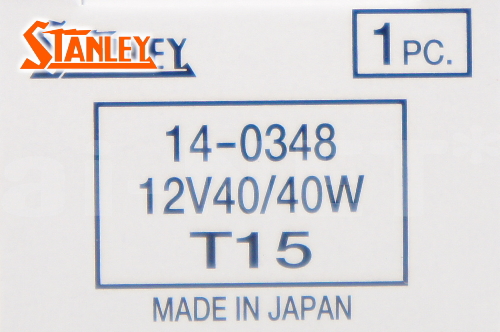 STANLEY
1 PC.
14-0348
12V40/40W
T15
MADE IN JAPAN